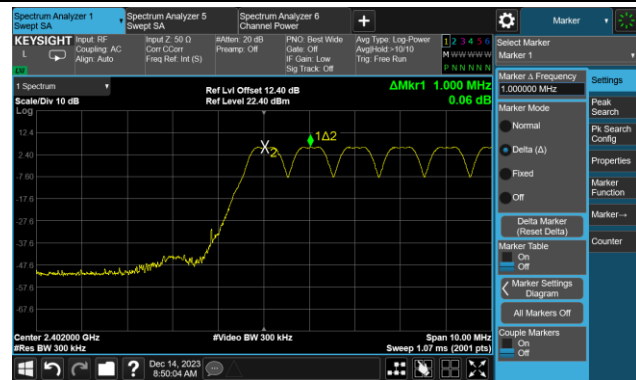 Spectrum Analyzer 1
Swept SA
Spectrum Analyzer 5
Swept SA
Spectrum Analyzer 6
Channel Power
Marker
KEYSIGHT
L
LW
Input: RF
Coupling: AC
Align: Auto
Input Z: 50 Ω
Corr CCorr
Freq Ref: Int (S)
#Atten: 20 dB
Preamp: Off
PNO: Best Wide
Gate: Off
IF Gain: Low
Sig Track: Off
Avg Type: Log-Power
Avg|Hold:>10/10
Trig: Free Run
1 2 3 4 5 6
M W W W W W
P N N N N N
Select Marker
Marker 1
1 Spectrum
Scale/Div 10 dB
Log
Ref Lvl Offset 12.40 dB
Ref Level 22.40 dBm
ΔMkr1 1.000 MHz
0.06 dB
12.4
2.40
-7.60
-17.6
-27.6
-37.6
-47.6
-57.6
-67.6
X2
1Δ2
Center 2.402000 GHz
#Res BW 300 kHz
#Video BW 300 kHz
Span 10.00 MHz
Sweep 1.07 ms (2001 pts)
Marker Δ Frequency
1.000000 MHz
Marker Mode
Normal
Delta (Δ)
Fixed
Off
Delta Marker
(Reset Delta)
Marker Table
On
Off
Marker Settings
Diagram
All Markers Off
Couple Markers
On
Off
Settings
Peak
Search
Pk Search
Config
Properties
Marker
Function
Marker→
Counter
?
Dec 14, 2023
8:50:04 AM